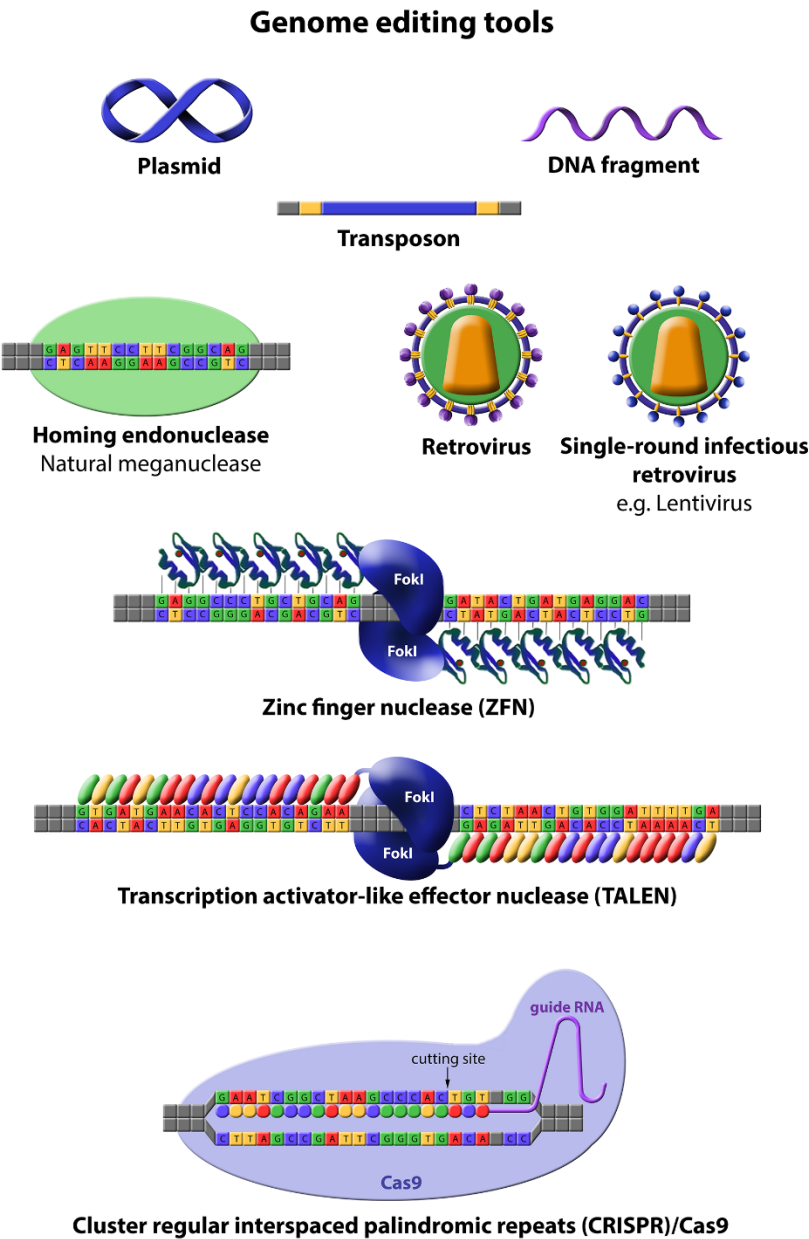 Genome editing tools
Plasmid
DNA fragment
Transposon
GAGTTCCTTCGGCAG
CTCAAGGAAGCCGTC
Homing endonuclease
Natural meganuclease
Retrovirus
Single-round infectious
retrovirus
e.g. Lentivirus
FokI
GAGGCCCTGCTGCAG
GATACTGATGAGGAC
CTCCGGGACGACGTC
CTATGACTACTCCTG
FokI
Zinc finger nuclease (ZFN)
FokI
GTGATGAACACTCCACAGAA
CTCTAACTGTGGATTTTGA
CACTACTTGTGAGGTGTCTT
GAGATTGACACCTAAAACT
FokI
Transcription activator-like effector nuclease (TALEN)
guide RNA
cutting site
GAATCGGCTAAGCCCACTGT GG
CTTAGCCGATTCGGGTGACA CC
Cas9
Cluster regular interspaced palindromic repeats (CRISPR)/Cas9